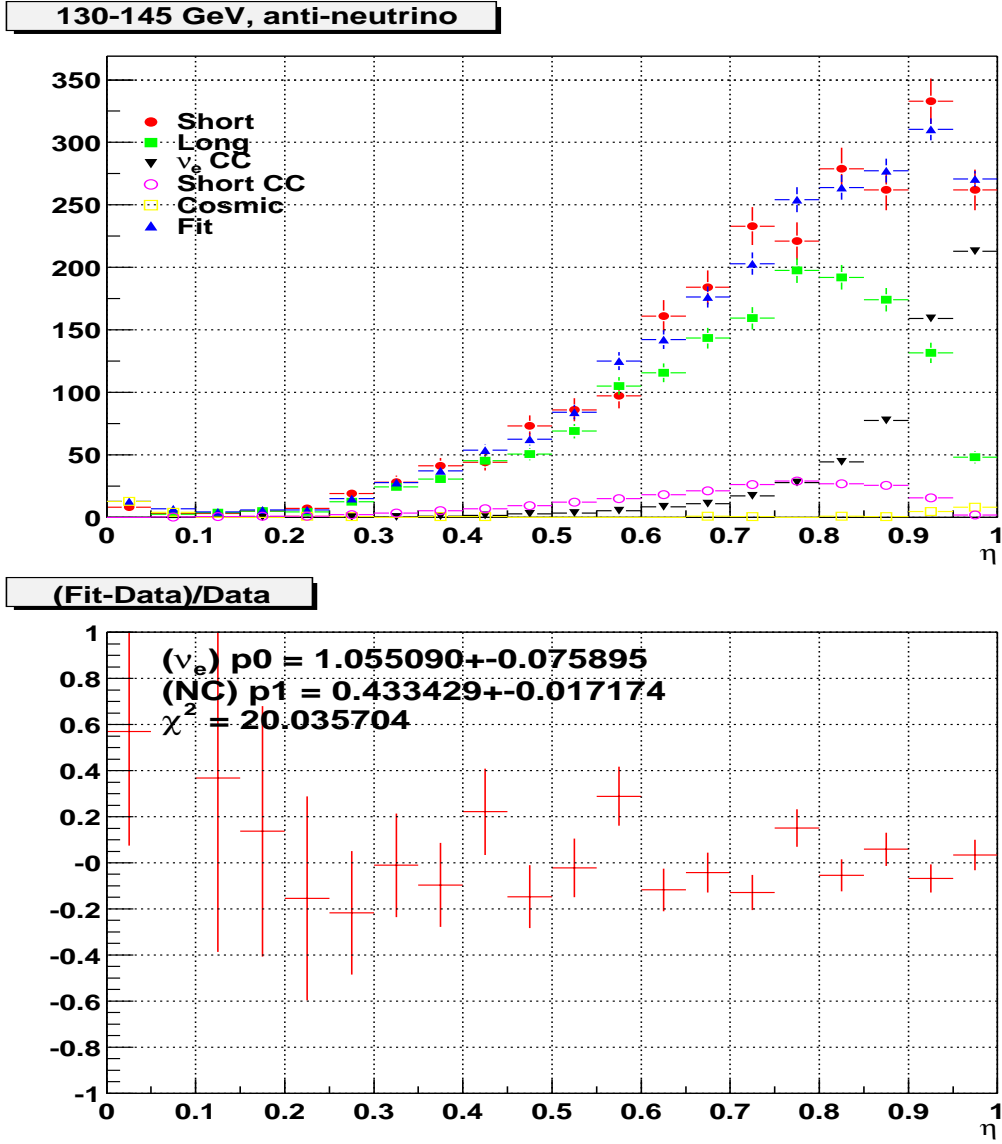 130-145 GeV, anti-neutrino
350
300
250
200
150
100
50
0
Short
Long
νe CC
Short CC
Cosmic
Fit
0 0.1 0.2 0.3 0.4 0.5 0.6 0.7 0.8 0.9 1
η
(Fit-Data)/Data
1
0.8
0.6
0.4
0.2
-0
-0.2
-0.4
-0.6
-0.8
-1
(νe) p0 = 1.055090+-0.075895
(NC) p1 = 0.433429+-0.017174
χ² = 20.035704
0 0.1 0.2 0.3 0.4 0.5 0.6 0.7 0.8 0.9 1
η